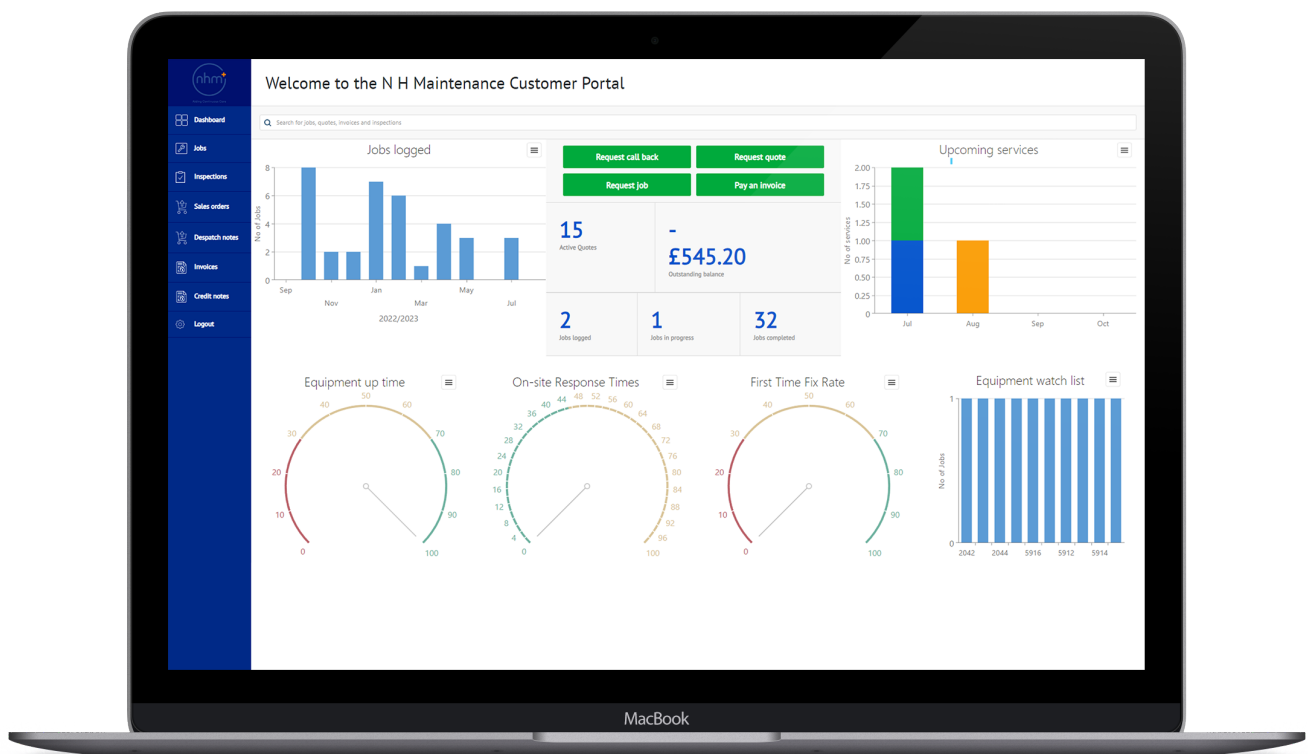 nhm
Welcome to the N H Maintenance Customer Portal
Search for jobs, quotes, invoices and inspections
Dashboard
Jobs
Inspections
Sales orders
Despatch notes
Invoices
Credit notes
Logout
Jobs logged
No of Jobs
8
6
4
2
0
Sep
Nov
Jan
Mar
May
Jul
2022/2023
Request call back
Request quote
Request job
Pay an invoice
15
Active Quotes
-
£545.20
Outstanding balance
2
Jobs logged
1
Jobs in progress
32
Jobs completed
Upcoming services
No of services
2.00
1.75
1.50
1.25
1.00
0.75
0.50
0.25
0
Jul
Aug
Sep
Oct
Equipment up time
0
10
20
30
40
50
60
70
80
90
100
On-site Response Times
0
4
8
12
16
20
24
28
32
36
40
44
48
52
56
60
64
68
72
76
80
84
88
92
96
100
First Time Fix Rate
0
10
20
30
40
50
60
70
80
90
100
Equipment watch list
No of Jobs
1
0
2042
2044
5916
5912
5914
MacBook